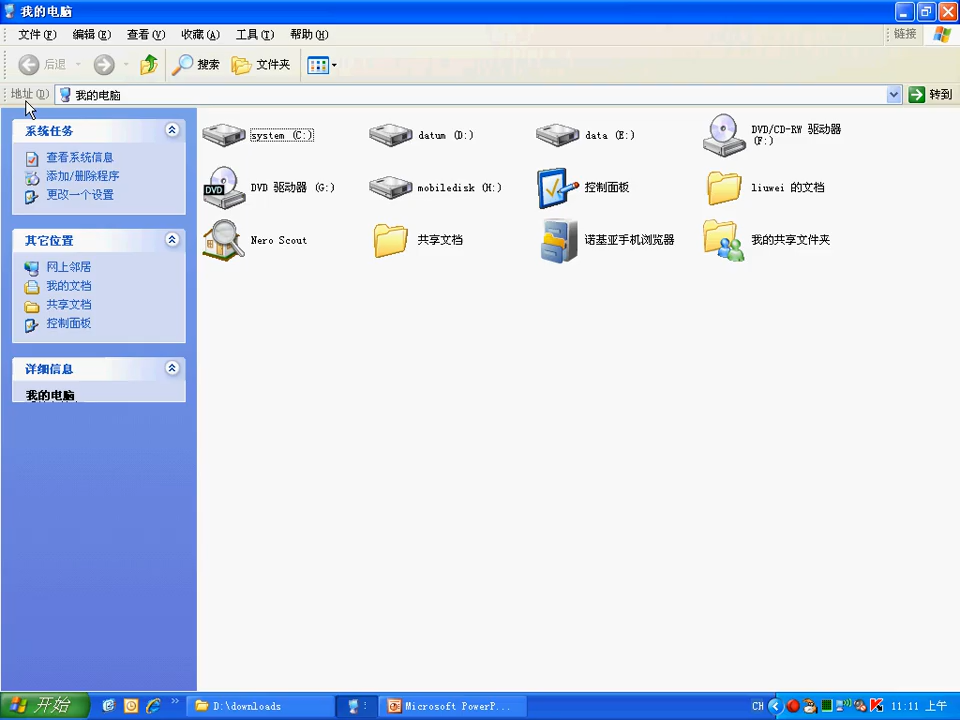 我的电脑
文件(F) 编辑(E) 查看(V) 收藏(A) 工具(T) 帮助(H) 链接
后退 搜索 文件夹
地址(D) 我的电脑 转到
系统任务
查看系统信息
添加/删除程序
更改一个设置
其它位置
网上邻居
我的文档
共享文档
控制面板
详细信息
我的电脑
system (C:) datum (D:) data (E:) DVD/CD-RW 驱动器
(F:)
DVD DVD 驱动器 (G:) mobiledisk (H:) 控制面板 liuwei 的文档
Nero Scout 共享文档 诺基亚手机浏览器 我的共享文件夹
开始 D:\downloads Microsoft PowerP... CH 11:11 上午